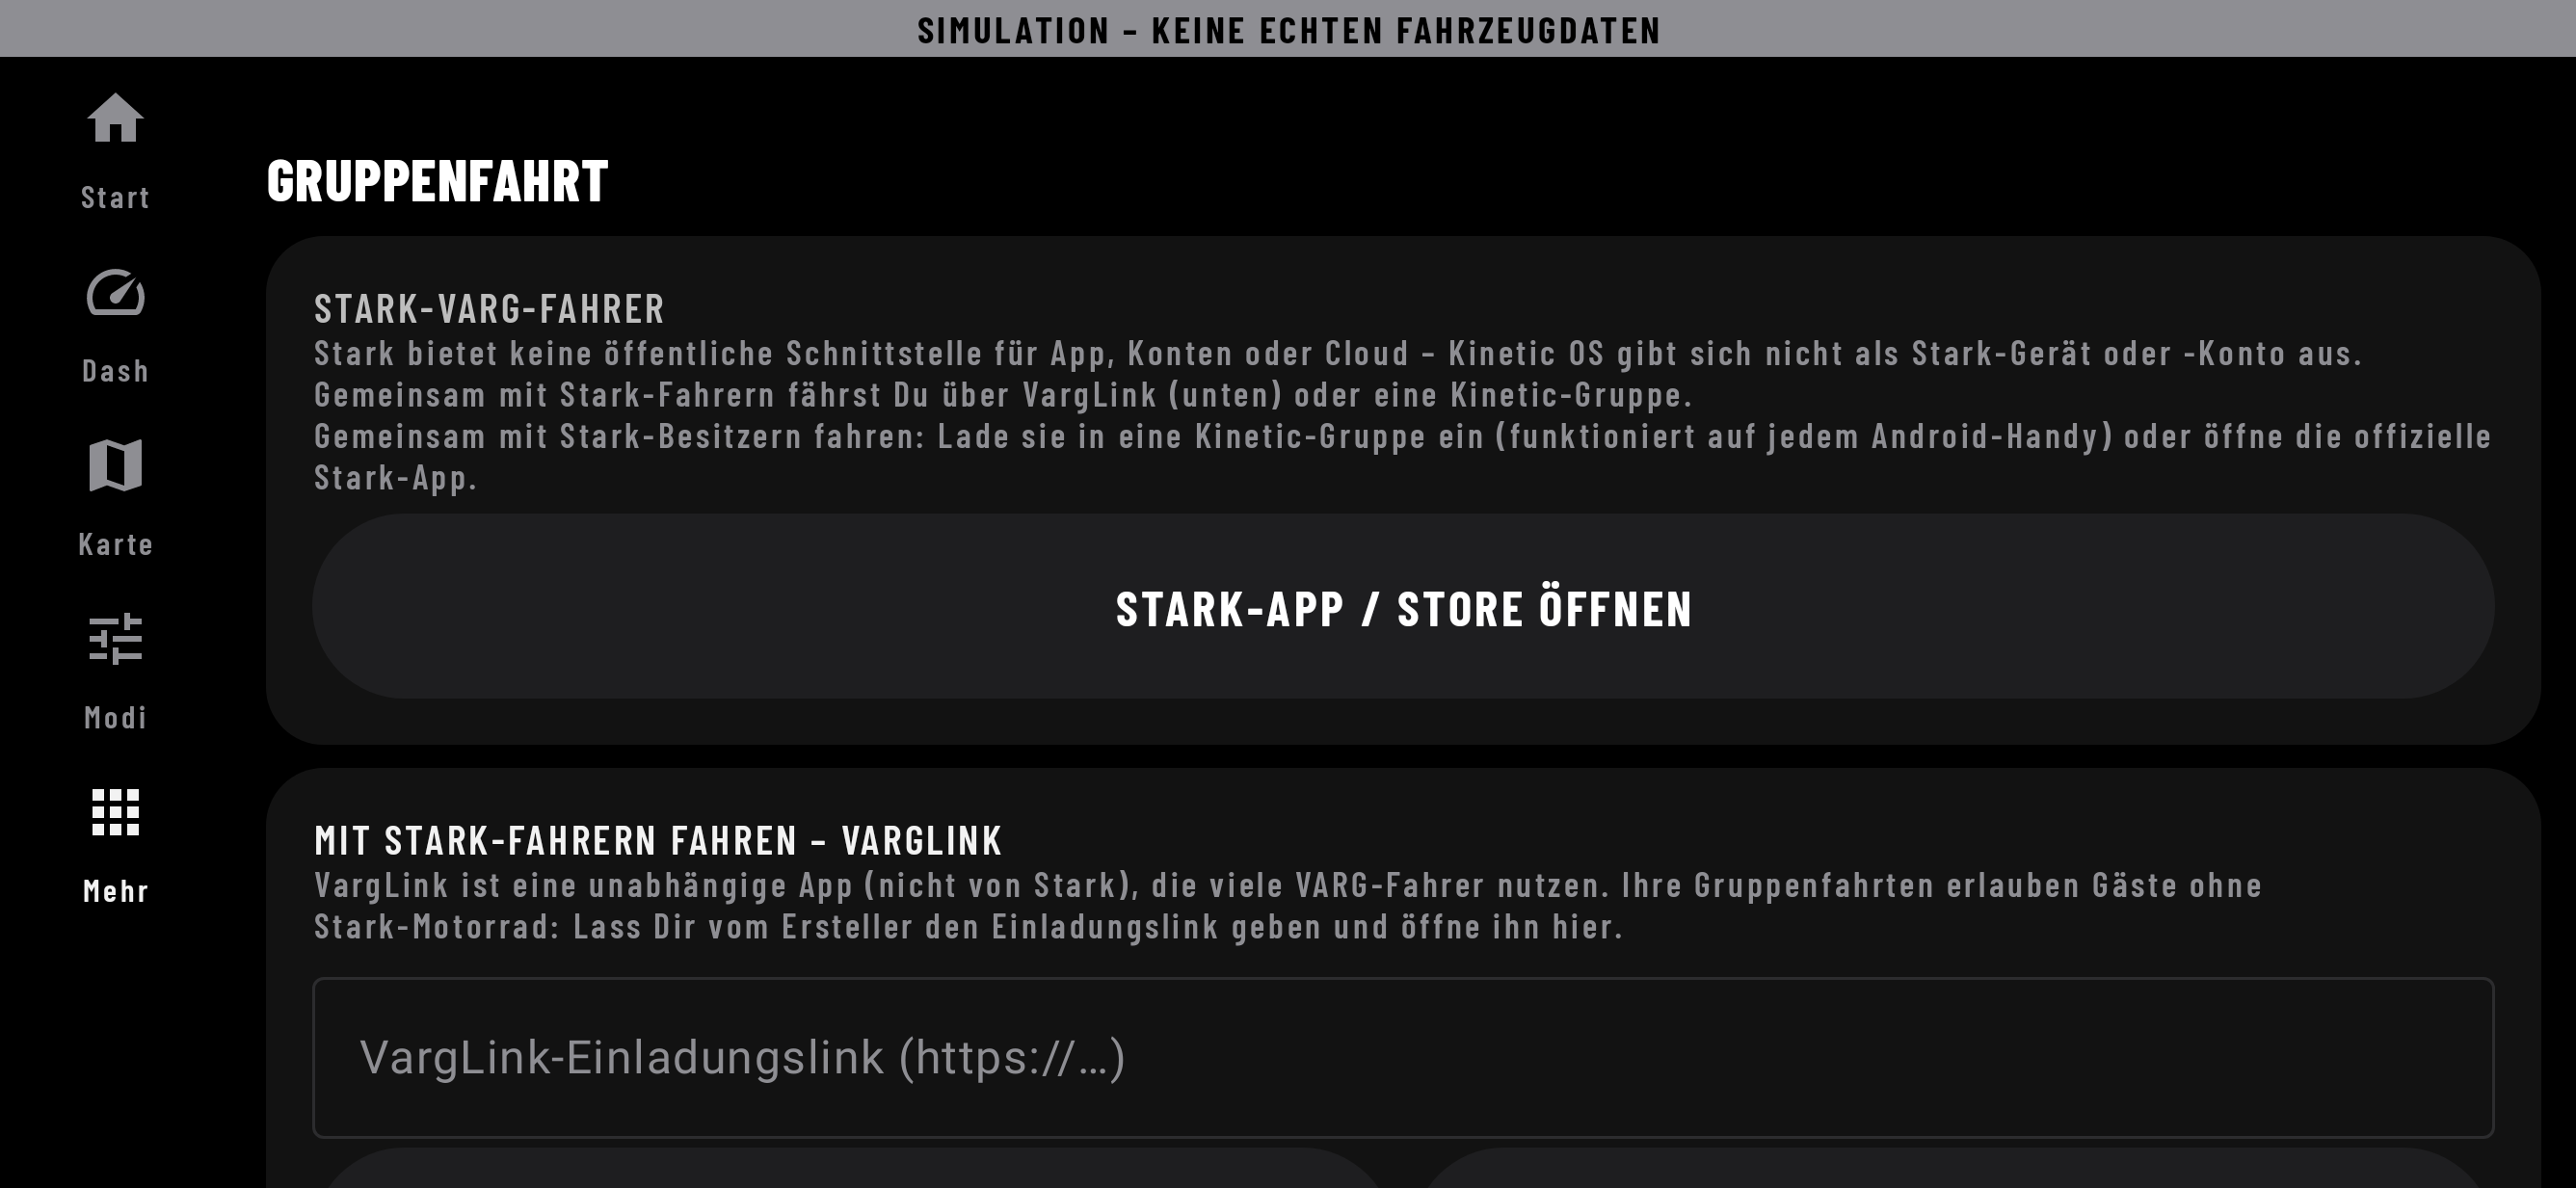 SIMULATION – KEINE ECHTEN FAHRZEUGDATEN
Start
Dash
Karte
Modi
Mehr
GRUPPENFAHRT
STARK-VARG-FAHRER
Stark bietet keine öffentliche Schnittstelle für App, Konten oder Cloud – Kinetic OS gibt sich nicht als Stark-Gerät oder -Konto aus.
Gemeinsam mit Stark-Fahrern fährst Du über VargLink (unten) oder eine Kinetic-Gruppe.
Gemeinsam mit Stark-Besitzern fahren: Lade sie in eine Kinetic-Gruppe ein (funktioniert auf jedem Android-Handy) oder öffne die offizielle
Stark-App.
STARK-APP / STORE ÖFFNEN
MIT STARK-FAHRERN FAHREN – VARGLINK
VargLink ist eine unabhängige App (nicht von Stark), die viele VARG-Fahrer nutzen. Ihre Gruppenfahrten erlauben Gäste ohne
Stark-Motorrad: Lass Dir vom Ersteller den Einladungslink geben und öffne ihn hier.
VargLink-Einladungslink (https://…)